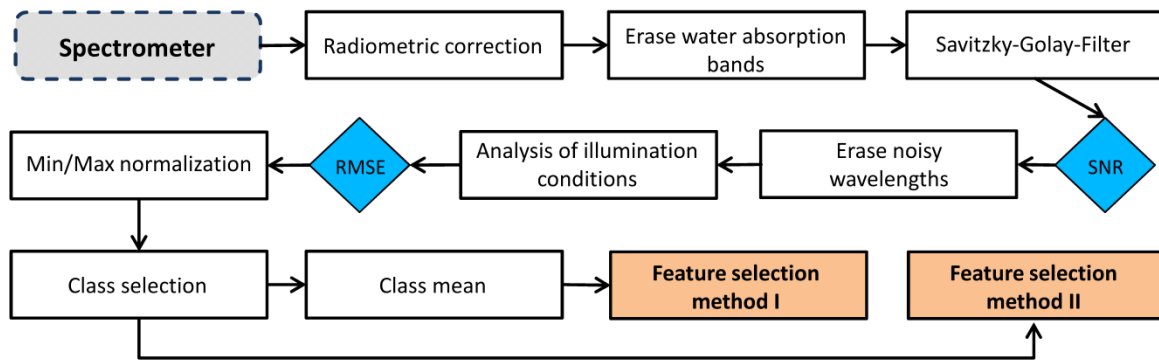 Spectrometer
Radiometric correction
Erase water absorption
bands
Savitzky-Golay-Filter
SNR
Erase noisy
wavelengths
Analysis of illumination
conditions
RMSE
Min/Max normalization
Class selection
Class mean
Feature selection
method I
Feature selection
method II